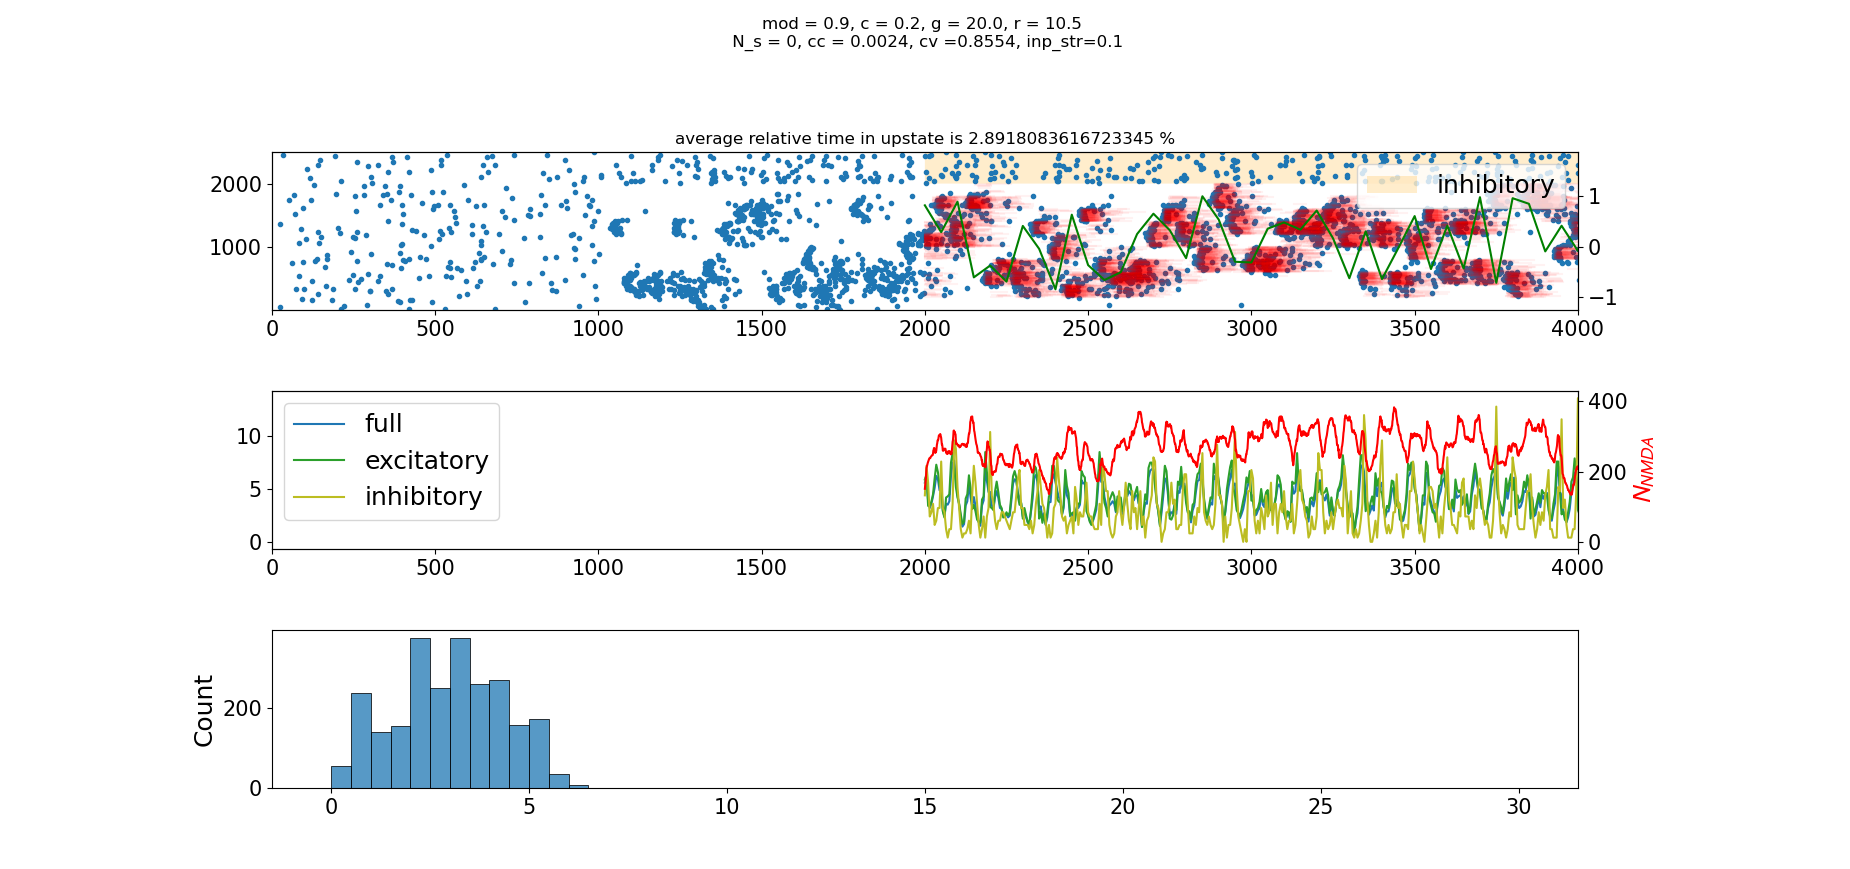 mod = 0.9, c = 0.2, g = 20.0, r = 10.5
N_s = 0, cc = 0.0024, cv =0.8554, inp_str=0.1
average relative time in upstate is 2.8918083616723345 %
2000
1000
inhibitory
1
0
−1
0 500 1000 1500 2000 2500 3000 3500 4000
10
5
0
full
excitatory
inhibitory
400
200
0
N_NMDA
0 500 1000 1500 2000 2500 3000 3500 4000
Count
200
0
0 5 10 15 20 25 30